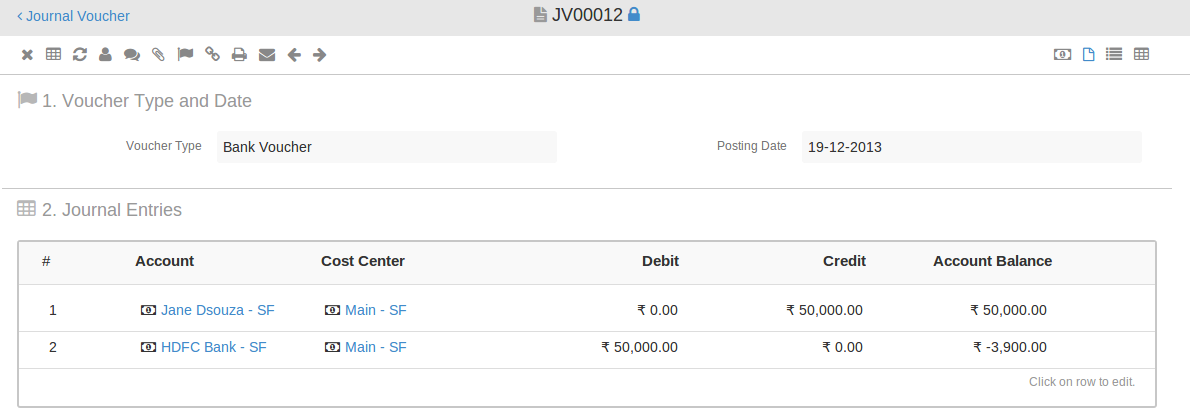 ‹ Journal Voucher JV00012
1. Voucher Type and Date
Voucher Type Bank Voucher Posting Date 19-12-2013
2. Journal Entries
# Account Cost Center Debit Credit Account Balance
1 Jane Dsouza - SF Main - SF ₹ 0.00 ₹ 50,000.00 ₹ 50,000.00
2 HDFC Bank - SF Main - SF ₹ 50,000.00 ₹ 0.00 ₹ -3,900.00
Click on row to edit.